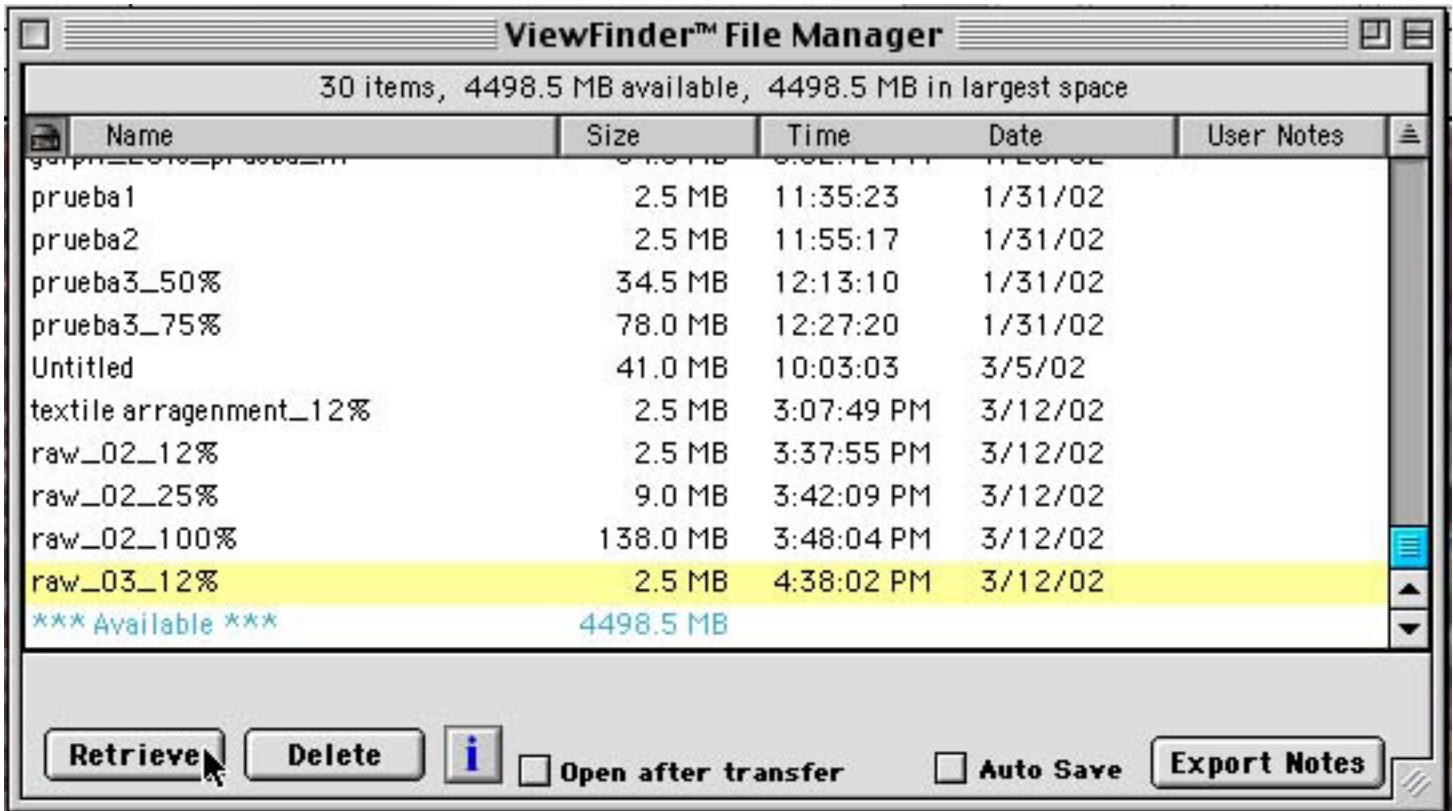 ViewFinder™ File Manager
30 items, 4498.5 MB available, 4498.5 MB in largest space
Name Size Time Date User Notes
prueba1 2.5 MB 11:35:23 1/31/02
prueba2 2.5 MB 11:55:17 1/31/02
prueba3_50% 34.5 MB 12:13:10 1/31/02
prueba3_75% 78.0 MB 12:27:20 1/31/02
Untitled 41.0 MB 10:03:03 3/5/02
textile arragenment_12% 2.5 MB 3:07:49 PM 3/12/02
raw_02_12% 2.5 MB 3:37:55 PM 3/12/02
raw_02_25% 9.0 MB 3:42:09 PM 3/12/02
raw_02_100% 138.0 MB 3:48:04 PM 3/12/02
raw_03_12% 2.5 MB 4:38:02 PM 3/12/02
*** Available *** 4498.5 MB
Retrieve Delete i Open after transfer Auto Save Export Notes